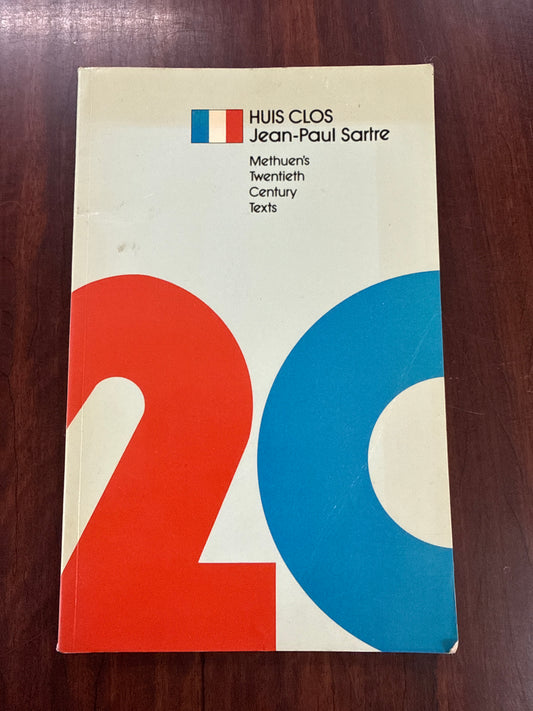 HUIS CLOS
Jean-Paul Sartre
Methuen's
Twentieth
Century
Texts
20